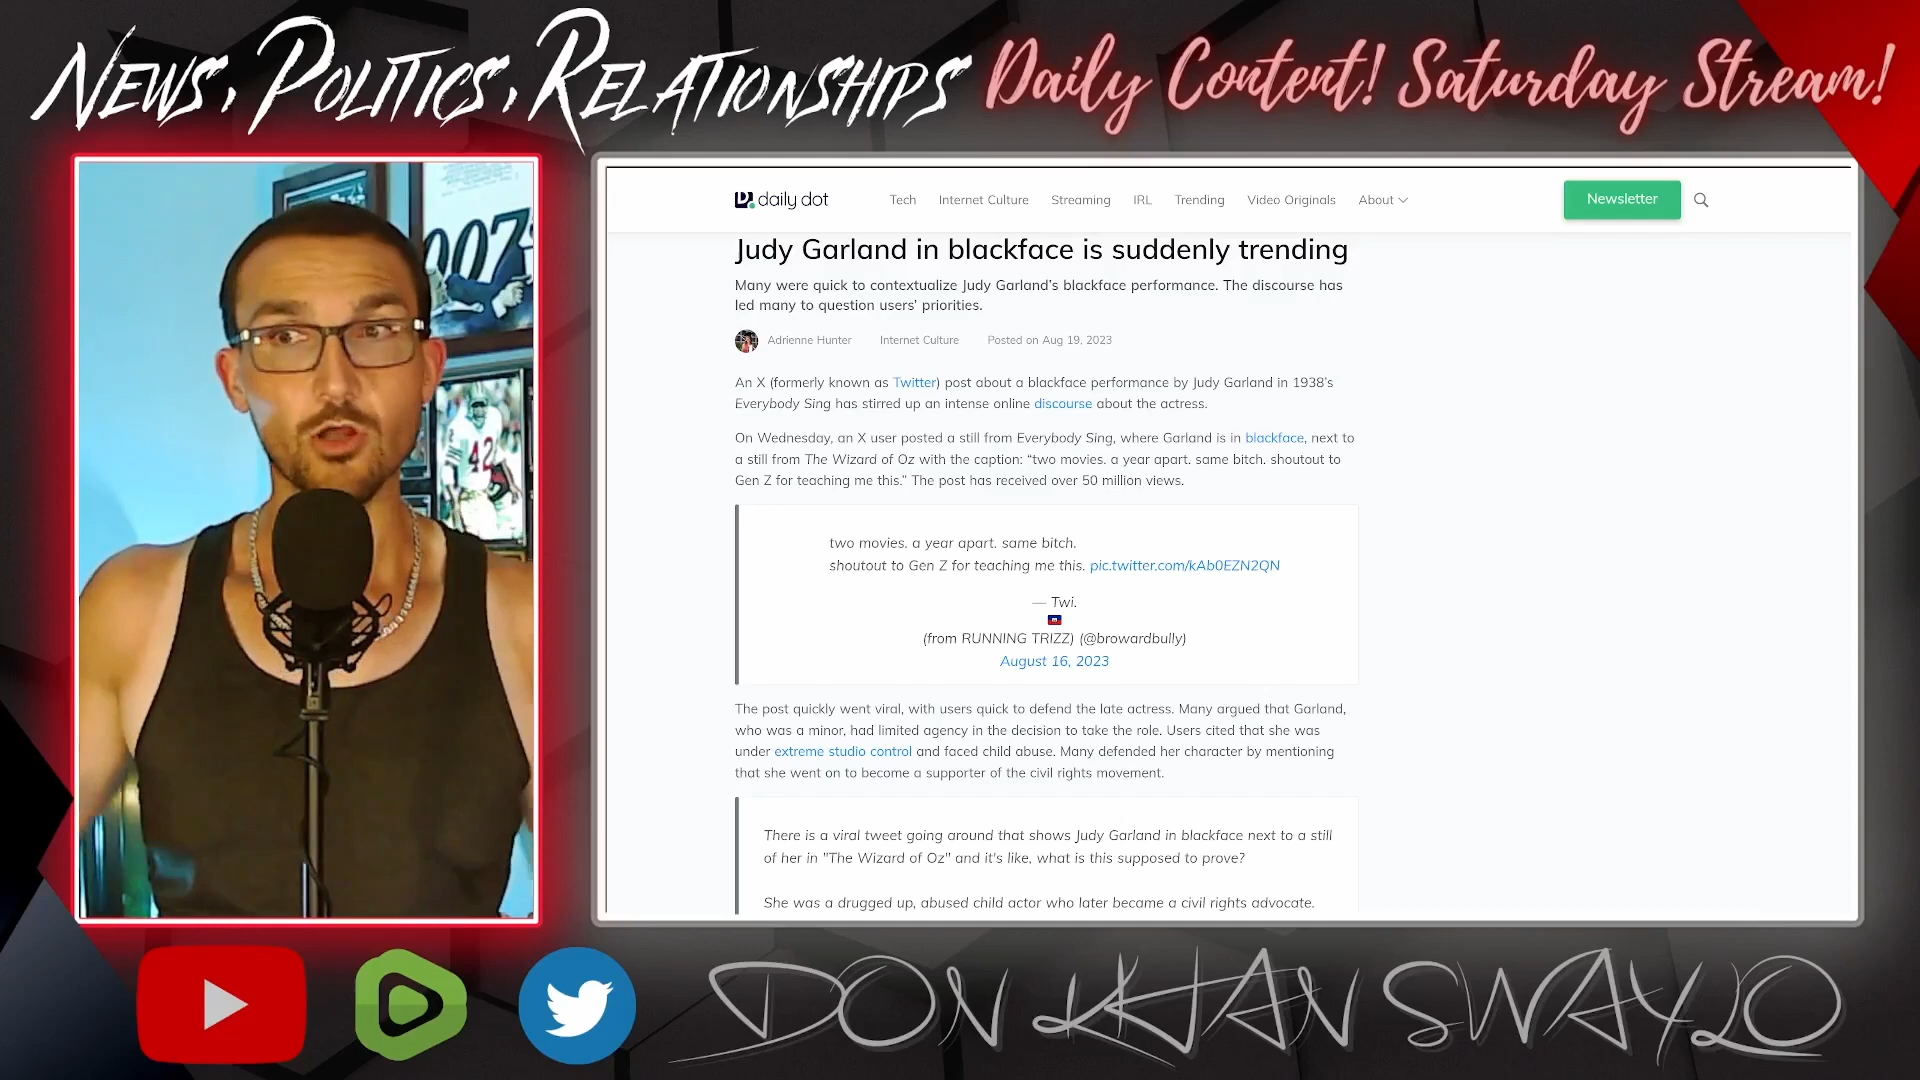 News, Politics, Relationships Daily Content! Saturday Stream!
007
42
daily dot
Tech Internet Culture Streaming IRL Trending Video Originals About
Newsletter
Judy Garland in blackface is suddenly trending
Many were quick to contextualize Judy Garland’s blackface performance. The discourse has
led many to question users’ priorities.
Adrienne Hunter Internet Culture Posted on Aug 19, 2023
An X (formerly known as Twitter) post about a blackface performance by Judy Garland in 1938’s
Everybody Sing has stirred up an intense online discourse about the actress.
On Wednesday, an X user posted a still from Everybody Sing, where Garland is in blackface, next to
a still from The Wizard of Oz with the caption: “two movies. a year apart. same bitch. shoutout to
Gen Z for teaching me this.” The post has received over 50 million views.
two movies. a year apart. same bitch.
shoutout to Gen Z for teaching me this. pic.twitter.com/kAb0EZN2QN
— Twi.
(from RUNNING TRIZZ) (@browardbully)
August 16, 2023
The post quickly went viral, with users quick to defend the late actress. Many argued that Garland,
who was a minor, had limited agency in the decision to take the role. Users cited that she was
under extreme studio control and faced child abuse. Many defended her character by mentioning
that she went on to become a supporter of the civil rights movement.
There is a viral tweet going around that shows Judy Garland in blackface next to a still
of her in "The Wizard of Oz" and it's like, what is this supposed to prove?
She was a drugged up, abused child actor who later became a civil rights advocate.
DON KHAN SWAYLO